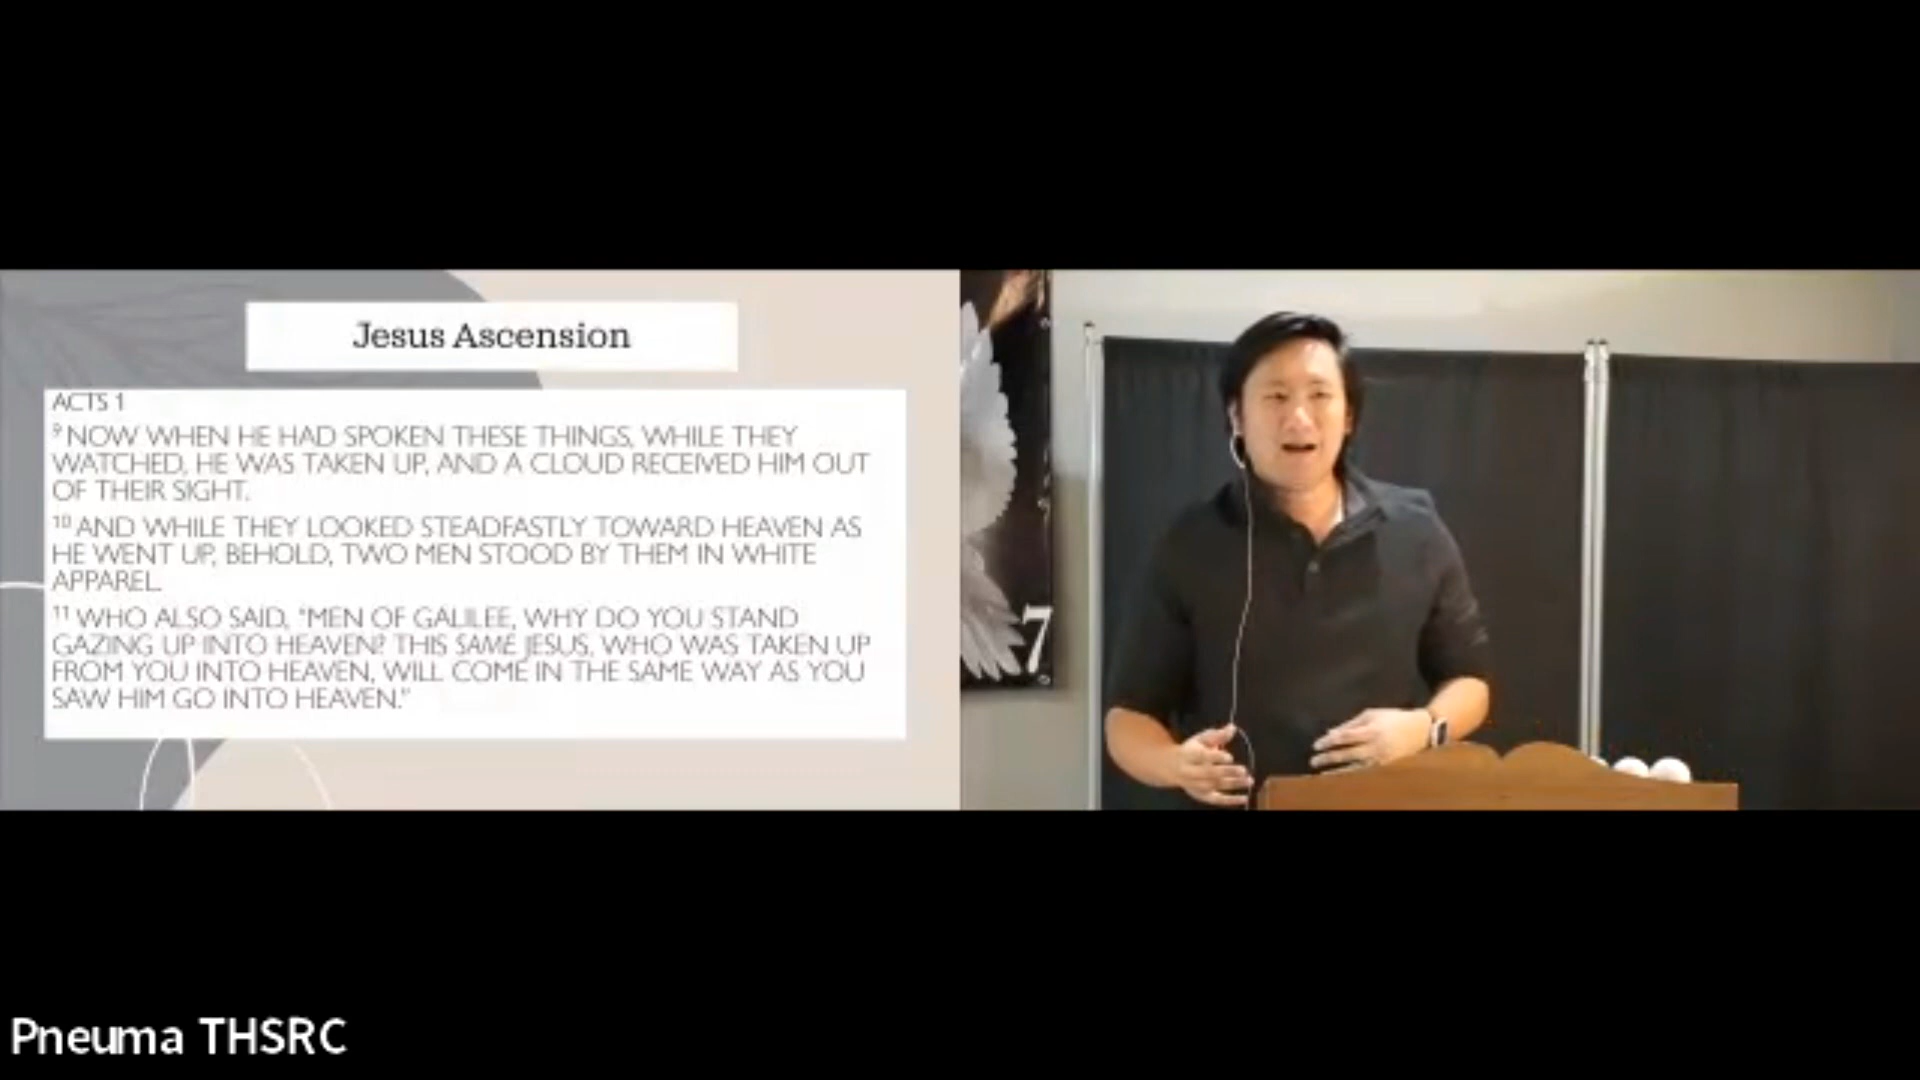 Jesus Ascension
ACTS 1
9 NOW WHEN HE HAD SPOKEN THESE THINGS, WHILE THEY
WATCHED, HE WAS TAKEN UP, AND A CLOUD RECEIVED HIM OUT
OF THEIR SIGHT.
10 AND WHILE THEY LOOKED STEADFASTLY TOWARD HEAVEN AS
HE WENT UP, BEHOLD, TWO MEN STOOD BY THEM IN WHITE
APPAREL.
11 WHO ALSO SAID, “MEN OF GALILEE, WHY DO YOU STAND
GAZING UP INTO HEAVEN? THIS SAME JESUS, WHO WAS TAKEN UP
FROM YOU INTO HEAVEN, WILL COME IN THE SAME WAY AS YOU
SAW HIM GO INTO HEAVEN.”
7
Pneuma THSRC